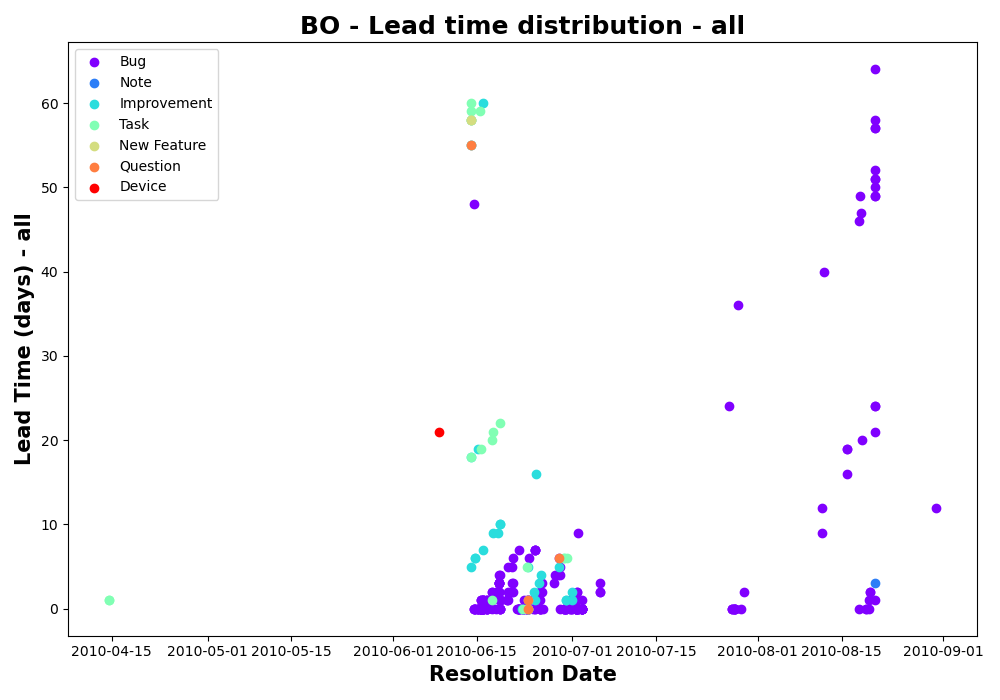 BO - Lead time distribution - all
Bug
Note
Improvement
Task
New Feature
Question
Device
Lead Time (days) - all
60
50
40
30
20
10
0
2010-04-15 2010-05-01 2010-05-15 2010-06-01 2010-06-15 2010-07-01 2010-07-15 2010-08-01 2010-08-15 2010-09-01
Resolution Date